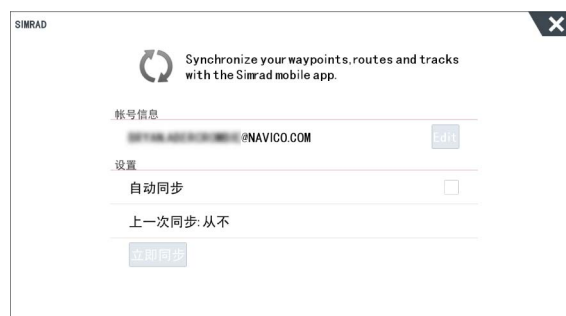 SIMRAD
Synchronize your waypoints, routes and tracks
with the Simrad mobile app.
帐号信息
@NAVICO.COM
Edit
设置
自动同步
上一次同步: 从不
立即同步